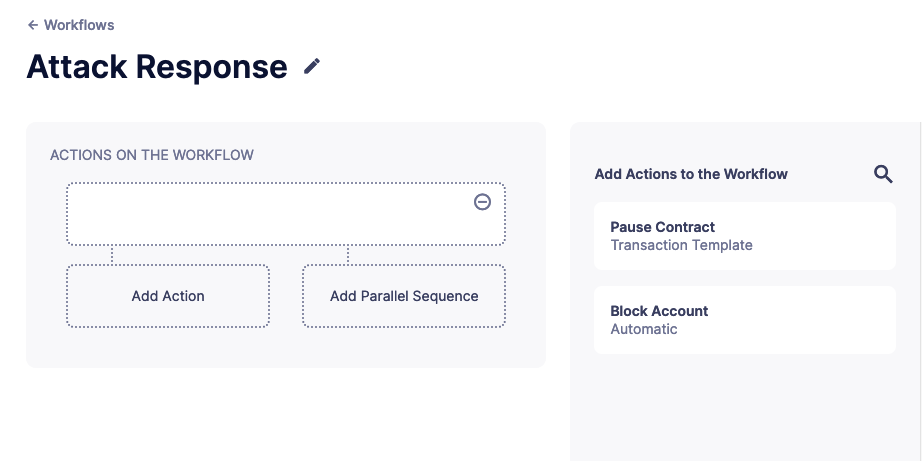 Workflows
Attack Response
ACTIONS ON THE WORKFLOW
Add Action
Add Parallel Sequence
Add Actions to the Workflow
Pause Contract
Transaction Template
Block Account
Automatic